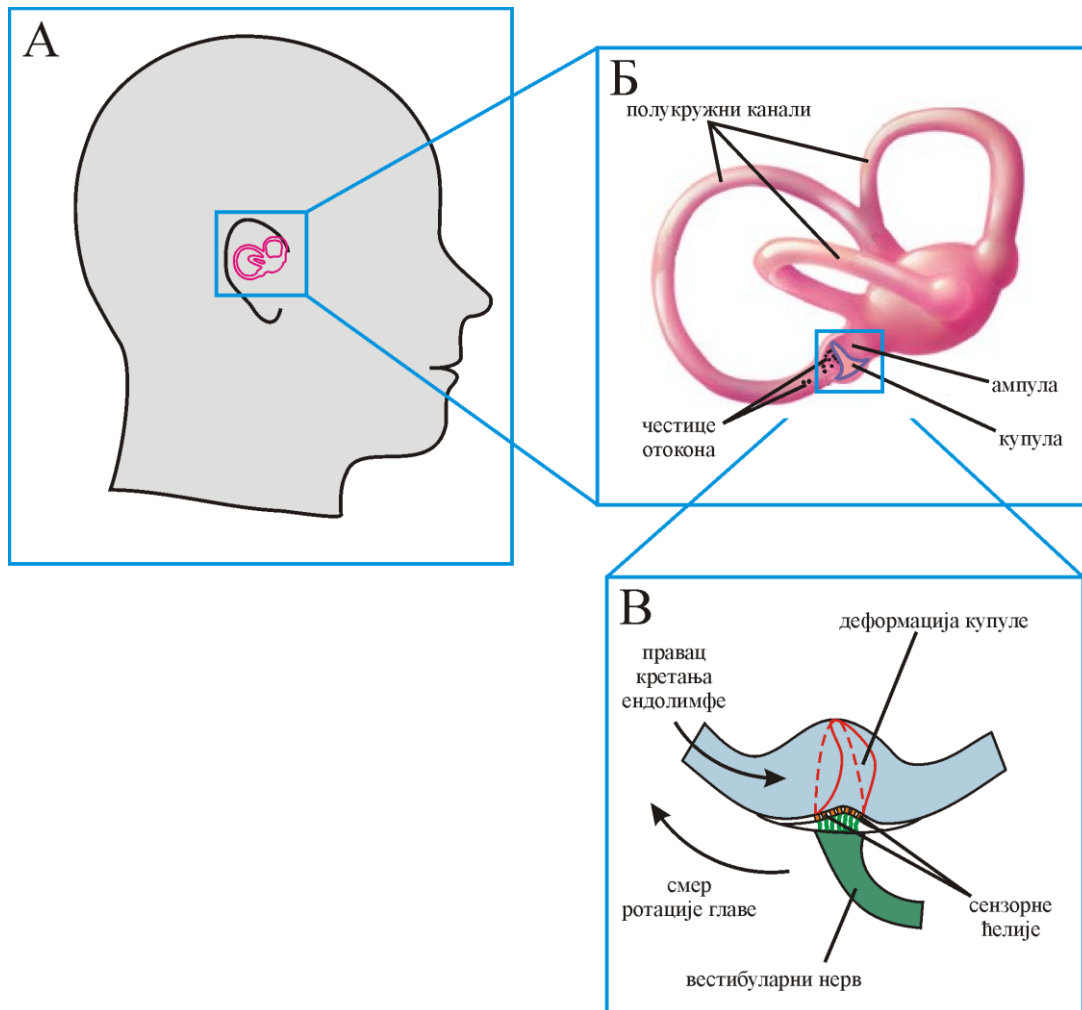 А
Б
полукружни канали
ампула
купула
честице
отокона
В
деформација купуле
правац
кретања
ендолимфе
смер
ротације главе
сензорне
ћелије
вестибуларни нерв